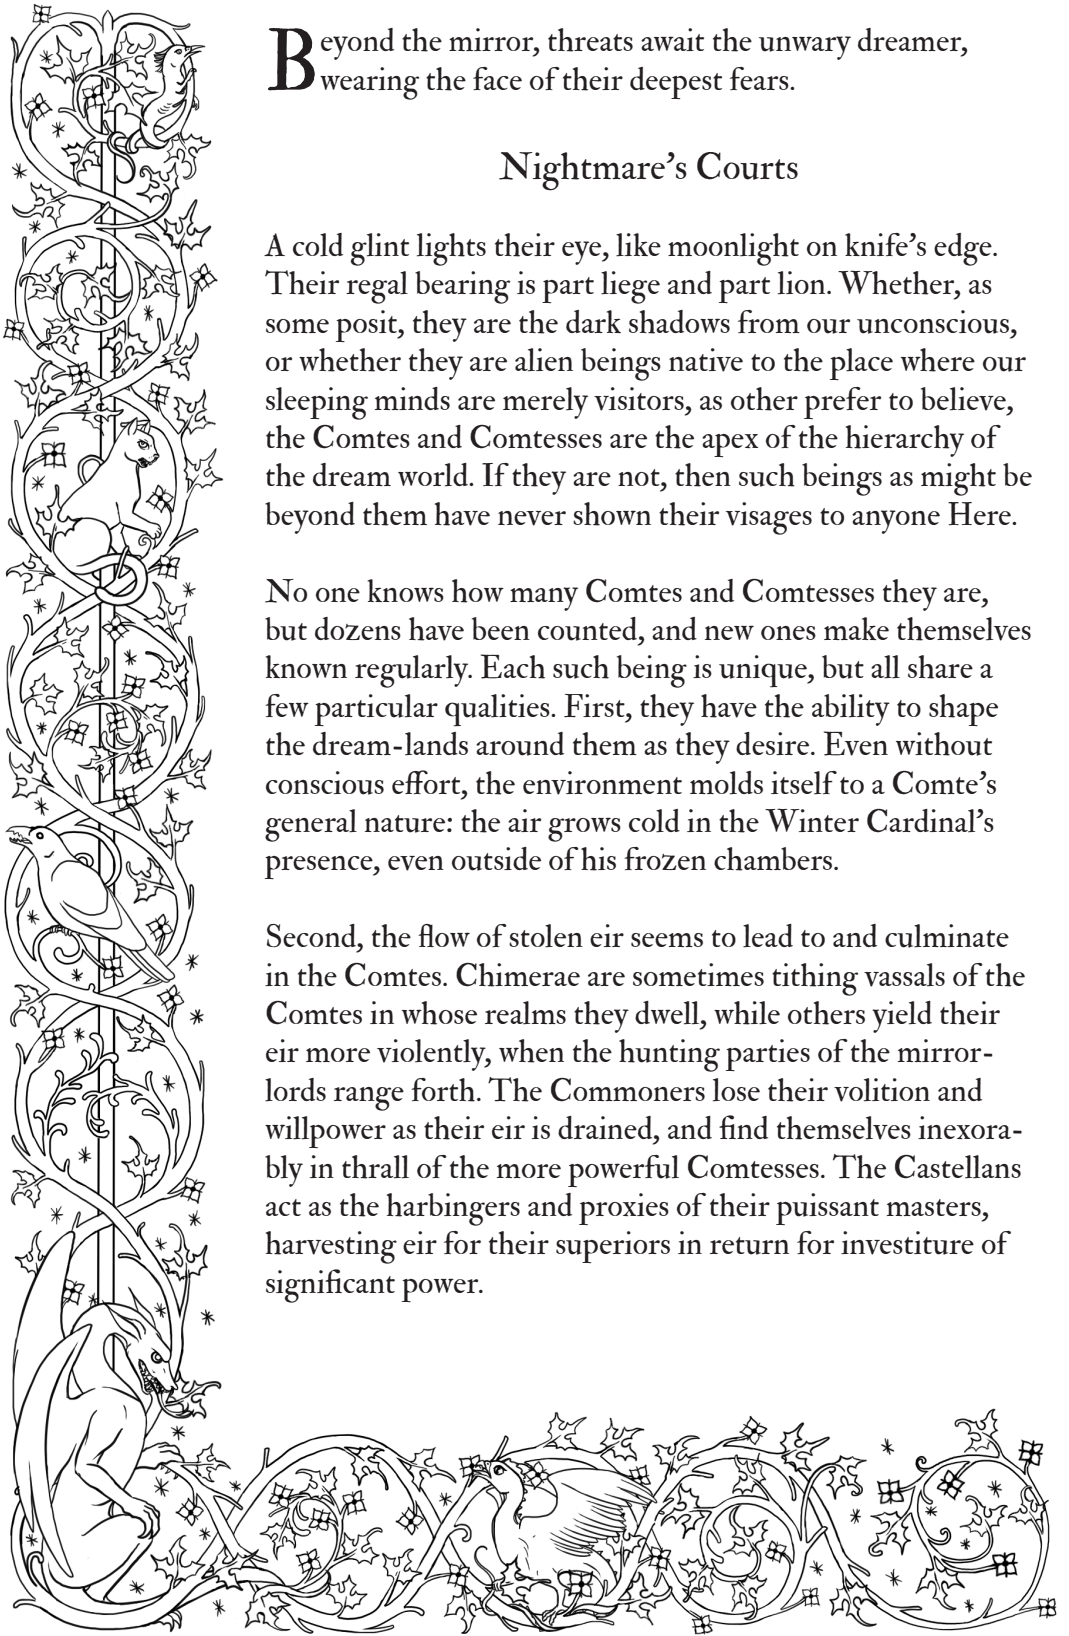 Beyond the mirror, threats await the unwary dreamer,
wearing the face of their deepest fears.
Nightmare's Courts
A cold glint lights their eye, like moonlight on knife's edge.
Their regal bearing is part liege and part lion. Whether, as
some posit, they are the dark shadows from our unconscious,
or whether they are alien beings native to the place where our
sleeping minds are merely visitors, as other prefer to believe,
the Comtes and Comtesses are the apex of the hierarchy of
the dream world. If they are not, then such beings as might be
beyond them have never shown their visages to anyone Here.
No one knows how many Comtes and Comtesses they are,
but dozens have been counted, and new ones make themselves
known regularly. Each such being is unique, but all share a
few particular qualities. First, they have the ability to shape
the dream-lands around them as they desire. Even without
conscious effort, the environment molds itself to a Comte's
general nature: the air grows cold in the Winter Cardinal's
presence, even outside of his frozen chambers.
Second, the flow of stolen eir seems to lead to and culminate
in the Comtes. Chimerae are sometimes tithing vassals of the
Comtes in whose realms they dwell, while others yield their
eir more violently, when the hunting parties of the mirror-
lords range forth. The Commoners lose their volition and
willpower as their eir is drained, and find themselves inexora-
bly in thrall of the more powerful Comtesses. The Castellans
act as the harbingers and proxies of their puissant masters,
harvesting eir for their superiors in return for investiture of
significant power.